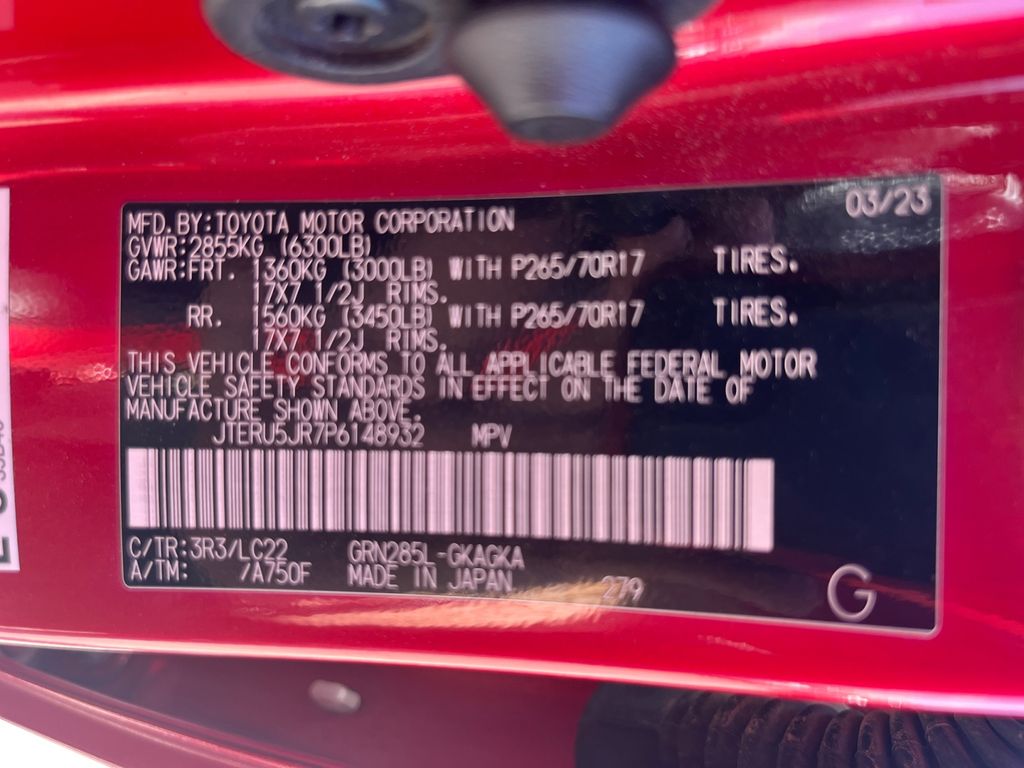 03/23
MFD.BY:TOYOTA MOTOR CORPORATION
GVWR:2855KG (6300LB)
GAWR:FRT. 1360KG (3000LB) WITH P265/70R17 TIRES.
17X7 1/2J RIMS.
RR. 1560KG (3450LB) WITH P265/70R17 TIRES.
17X7 1/2J RIMS.
THIS VEHICLE CONFORMS TO ALL APPLICABLE FEDERAL MOTOR
VEHICLE SAFETY STANDARDS IN EFFECT ON THE DATE OF
MANUFACTURE SHOWN ABOVE.
JTERU5JR7P6148932 MPV
C/TR:3R3/LC22 GRN285L-GKAGKA
A/TM: /A750F MADE IN JAPAN 279
G